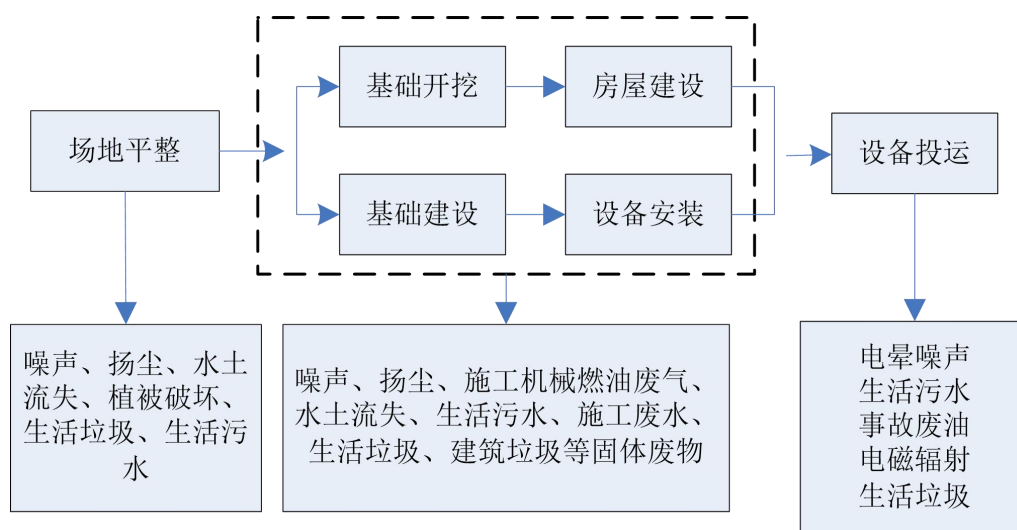 基础开挖
房屋建设
场地平整
设备投运
基础建设
设备安装
噪声、扬尘、水土
流失、植被破坏、
生活垃圾、生活污
水
噪声、扬尘、施工机械燃油废气、
水土流失、生活污水、施工废水、
生活垃圾、建筑垃圾等固体废物
电晕噪声
生活污水
事故废油
电磁辐射
生活垃圾